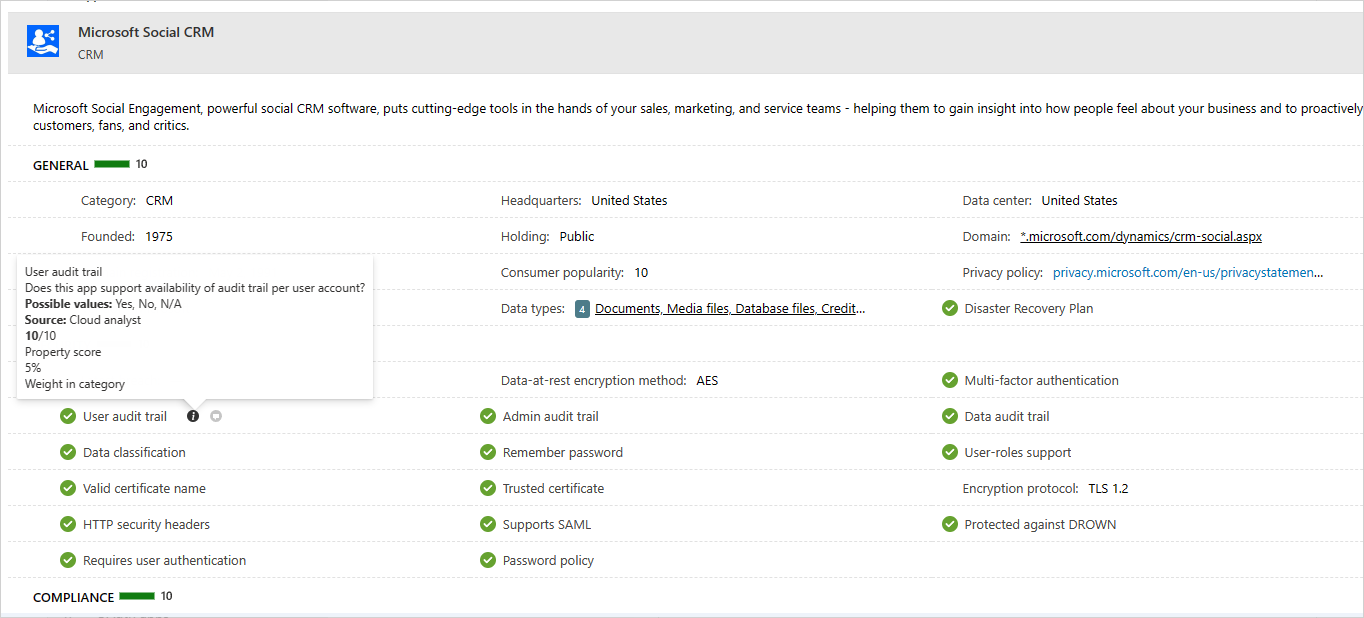 Microsoft Social CRM
CRM
Microsoft Social Engagement, powerful social CRM software, puts cutting-edge tools in the hands of your sales, marketing, and service teams - helping them to gain insight into how people feel about your business and to proactively
customers, fans, and critics.
GENERAL 10
Category: CRM Headquarters: United States Data center: United States
Founded: 1975 Holding: Public Domain: *.microsoft.com/dynamics/crm-social.aspx
Consumer popularity: 10 Privacy policy: privacy.microsoft.com/en-us/privacystatemen...
Data types: 4 Documents, Media files, Database files, Credit... Disaster Recovery Plan
User audit trail
Does this app support availability of audit trail per user account?
Possible values: Yes, No, N/A
Source: Cloud analyst
10/10
Property score
5%
Weight in category
Data-at-rest encryption method: AES Multi-factor authentication
User audit trail Admin audit trail Data audit trail
Data classification Remember password User-roles support
Valid certificate name Trusted certificate Encryption protocol: TLS 1.2
HTTP security headers Supports SAML Protected against DROWN
Requires user authentication Password policy
COMPLIANCE 10